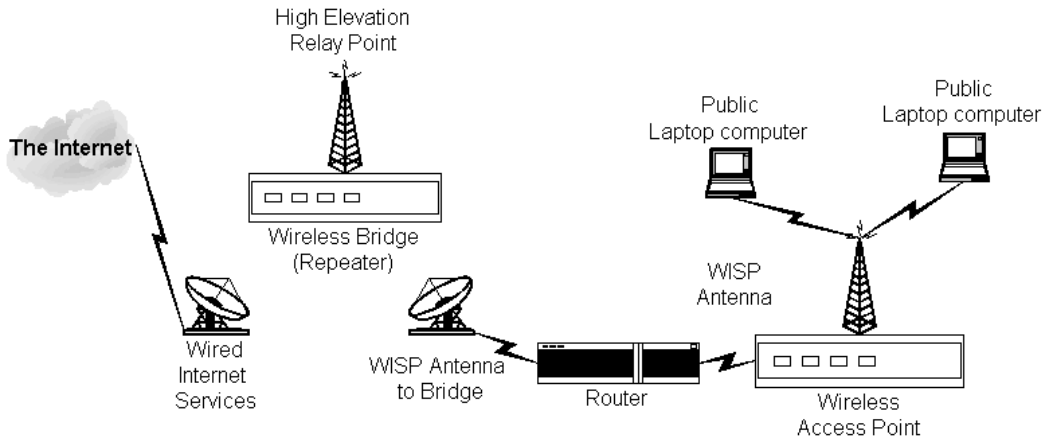 High Elevation
Relay Point
The Internet
Public
Laptop computer
Public
Laptop computer
Wireless Bridge
(Repeater)
WISP
Antenna
Wired
Internet
Services
WISP Antenna
to Bridge
Router
Wireless
Access Point